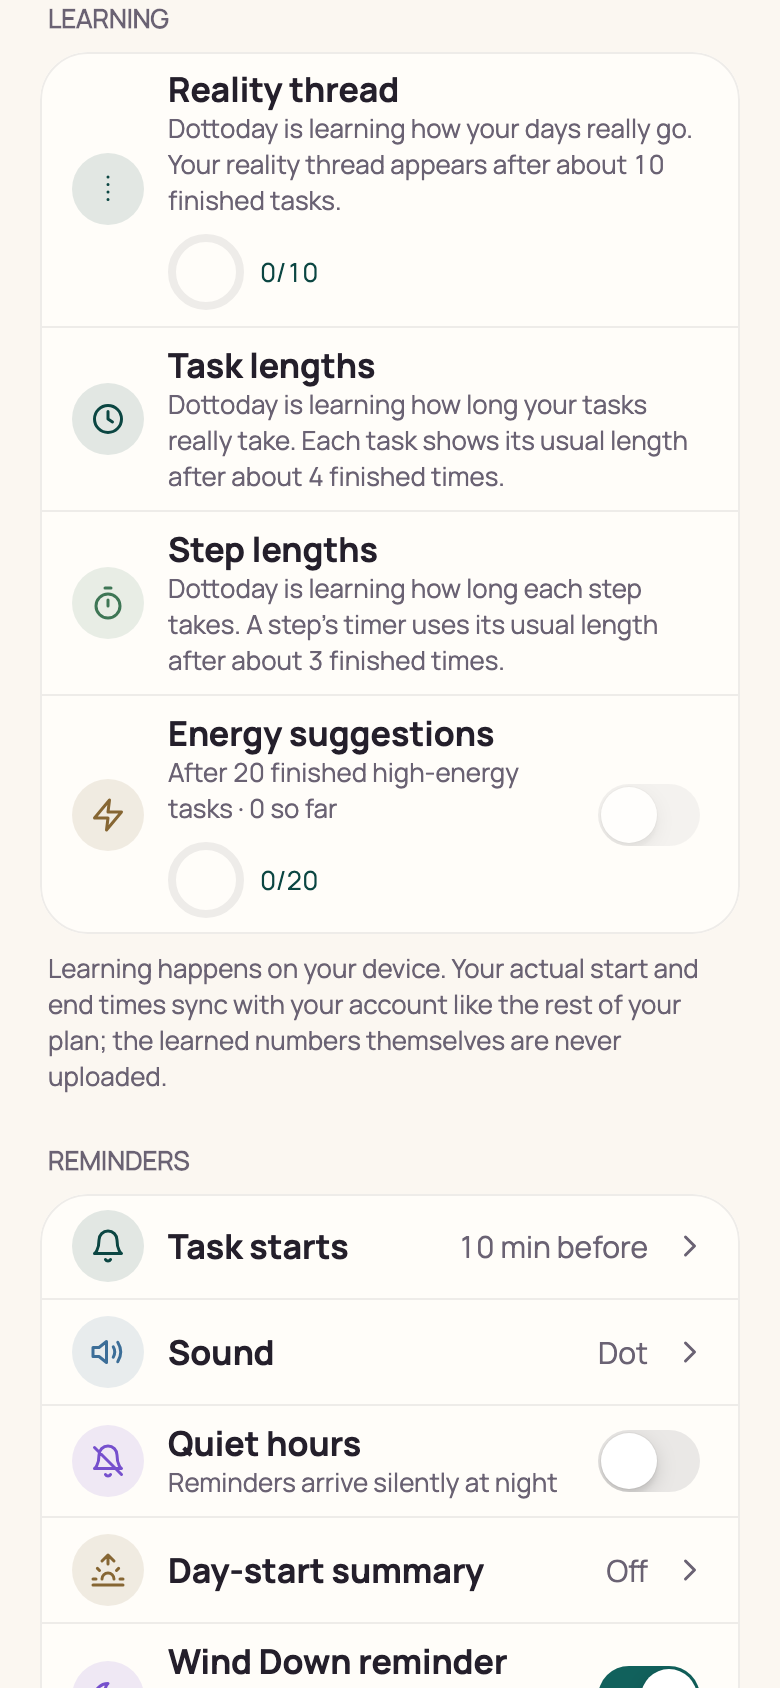 LEARNING
Reality thread
Dottoday is learning how your days really go.
Your reality thread appears after about 10
finished tasks.
0/10
Task lengths
Dottoday is learning how long your tasks
really take. Each task shows its usual length
after about 4 finished times.
Step lengths
Dottoday is learning how long each step
takes. A step’s timer uses its usual length
after about 3 finished times.
Energy suggestions
After 20 finished high-energy
tasks · 0 so far
0/20
Learning happens on your device. Your actual start and
end times sync with your account like the rest of your
plan; the learned numbers themselves are never
uploaded.
REMINDERS
Task starts 10 min before
Sound Dot
Quiet hours
Reminders arrive silently at night
Day-start summary Off
Wind Down reminder